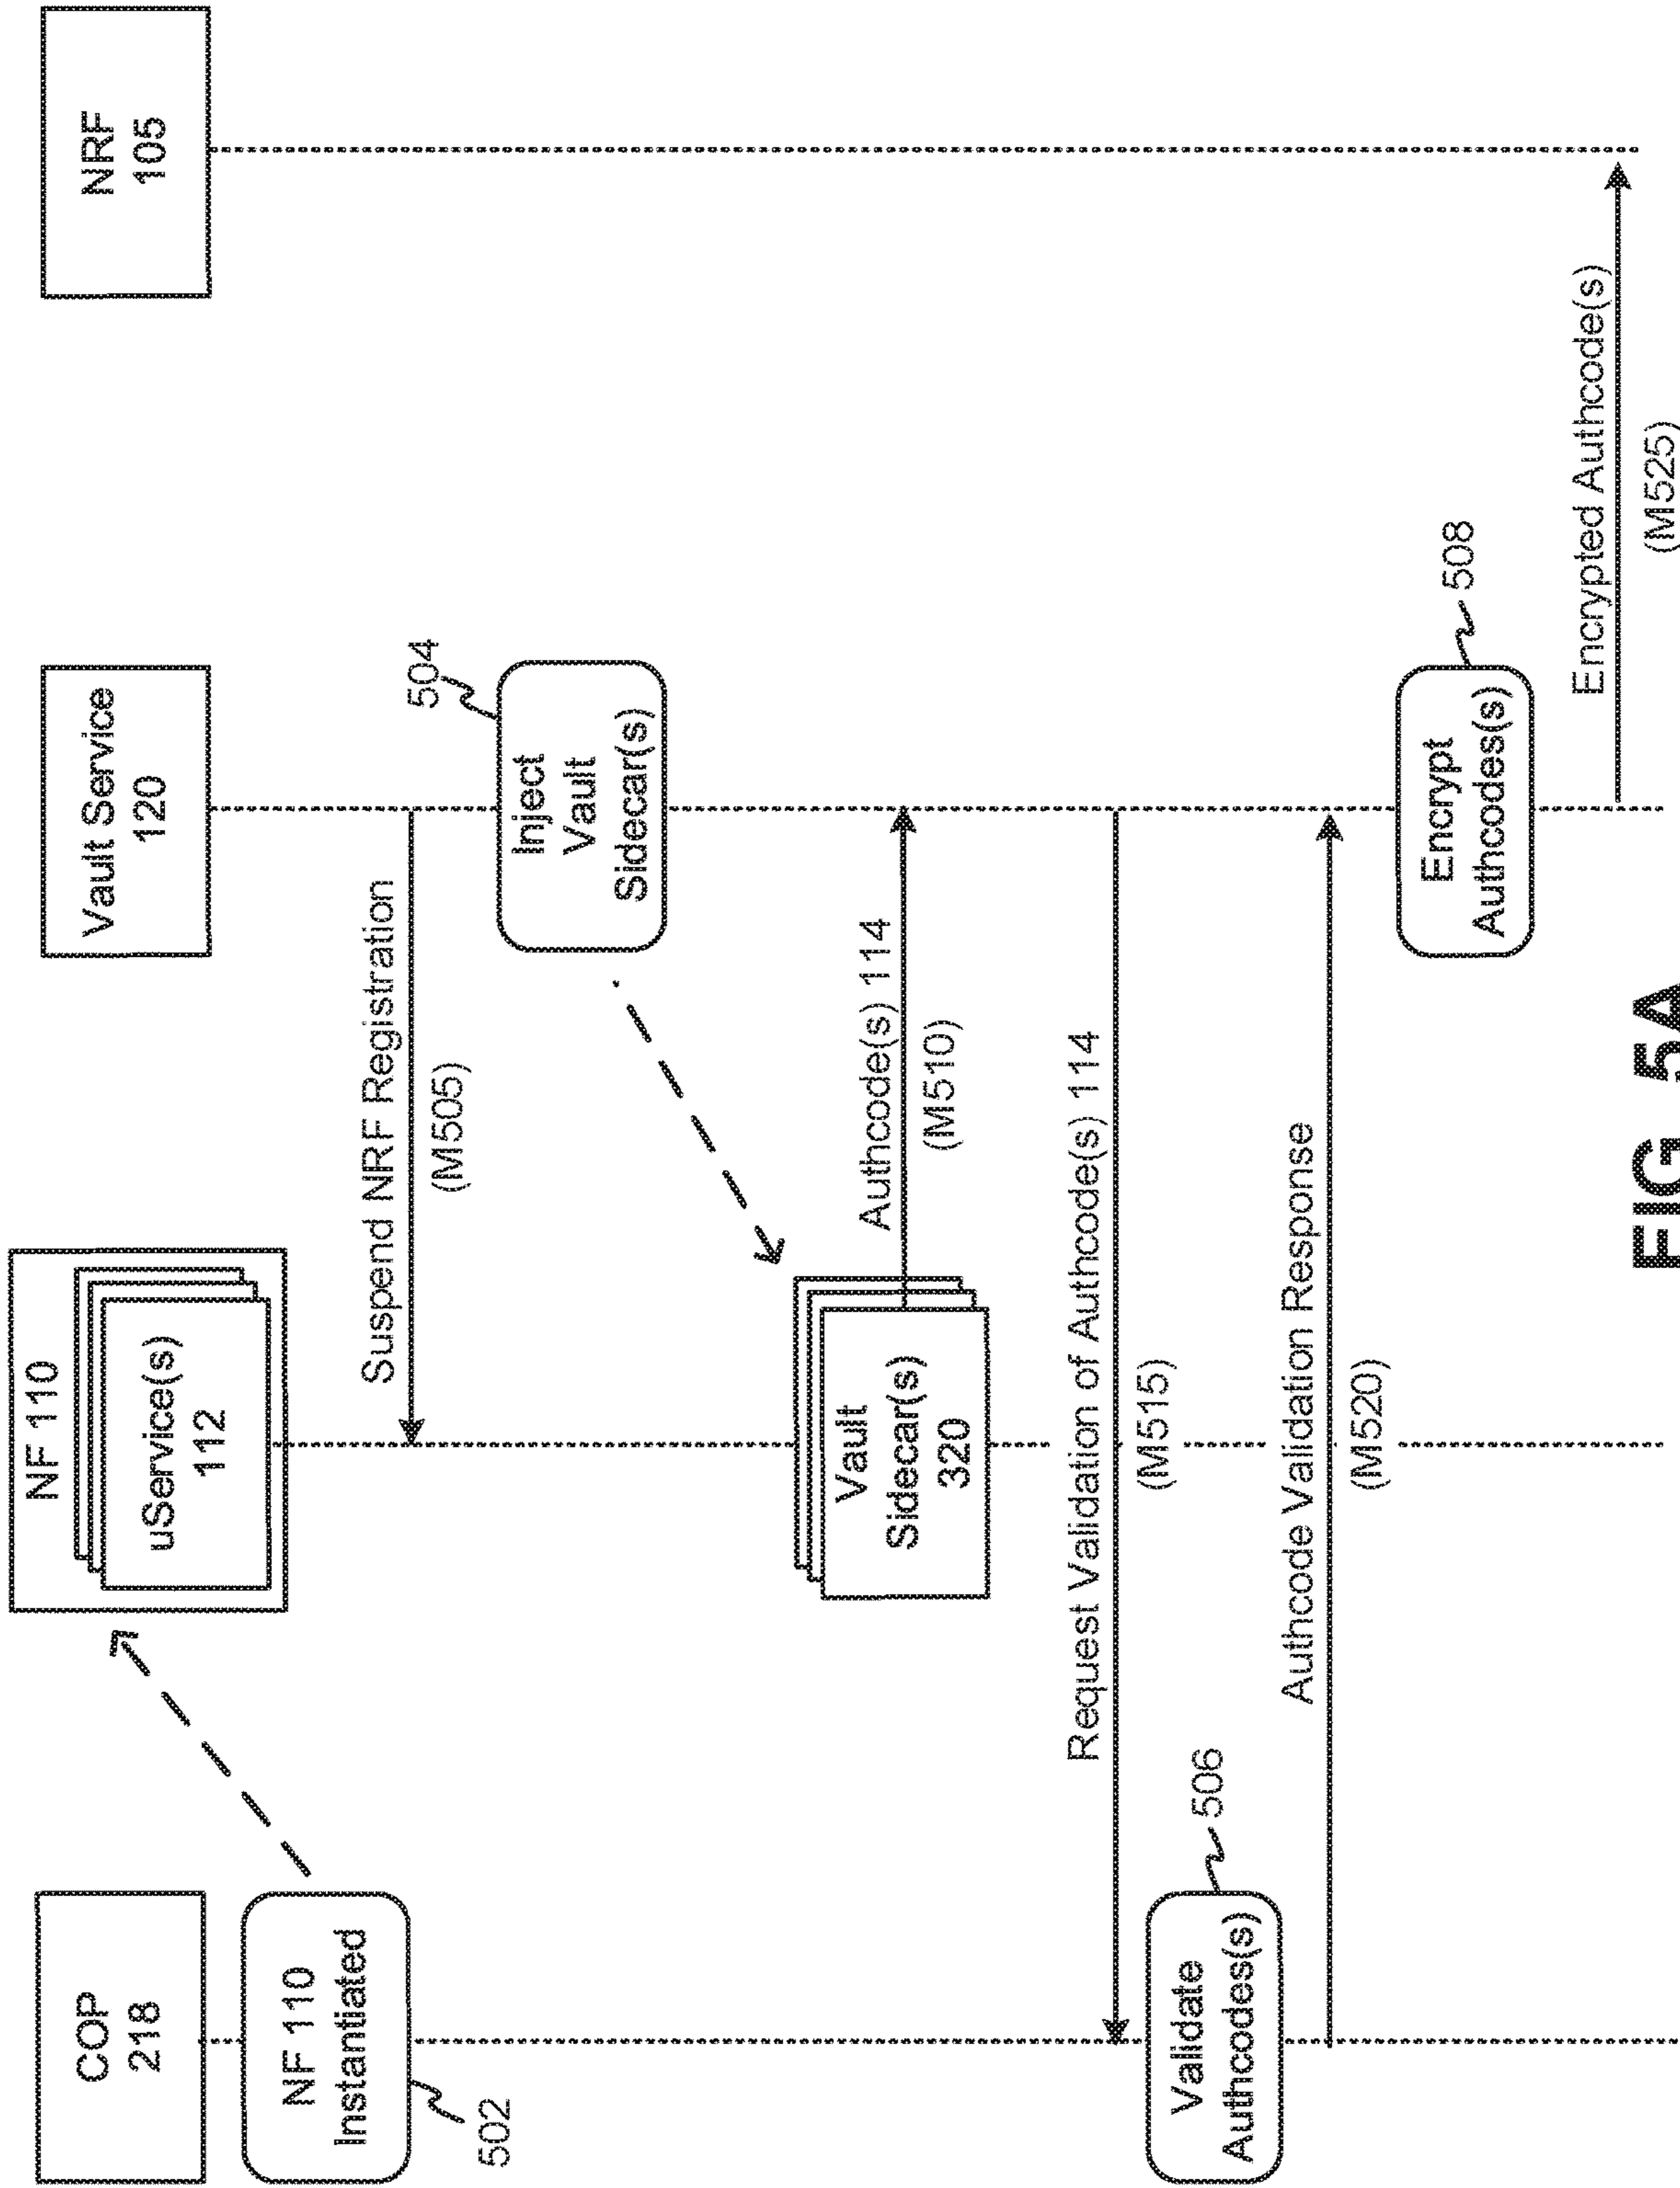 COP
218
NF 110
uService(s)
112
Vault Service
120
NRF
105
NF 110
Instantiated
502
Suspend NRF Registration
(M505)
504
Inject
Vault
Sidecar(s)
Vault
Sidecar(s)
320
Authcode(s) 114
(M510)
Request Validation of Authcode(s) 114
(M515)
Validate
Authcodes(s)
506
Authcode Validation Response
(M520)
Encrypt
Authcodes(s)
508
Encrypted Authcode(s)
(M525)
FIG. 5A